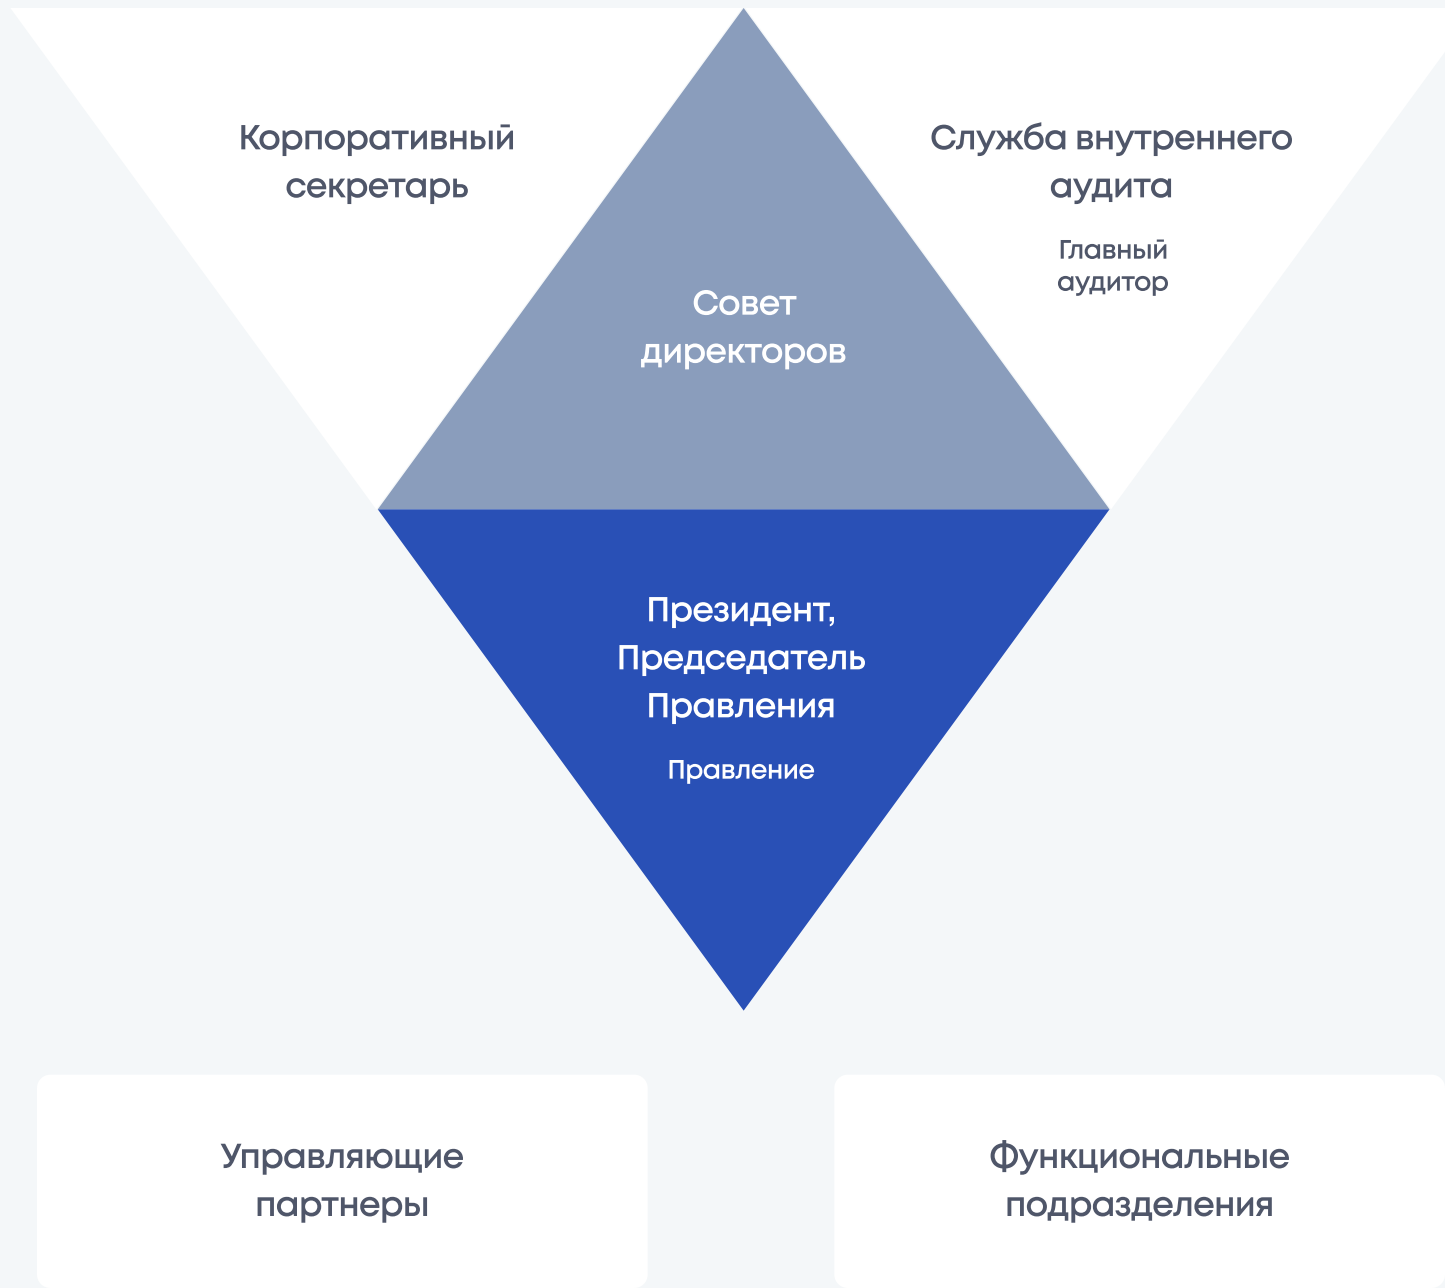 Корпоративный
секретарь
Служба внутреннего
аудита
Главный
аудитор
Совет
директоров
Президент,
Председатель
Правления
Правление
Управляющие
партнеры
Функциональные
подразделения